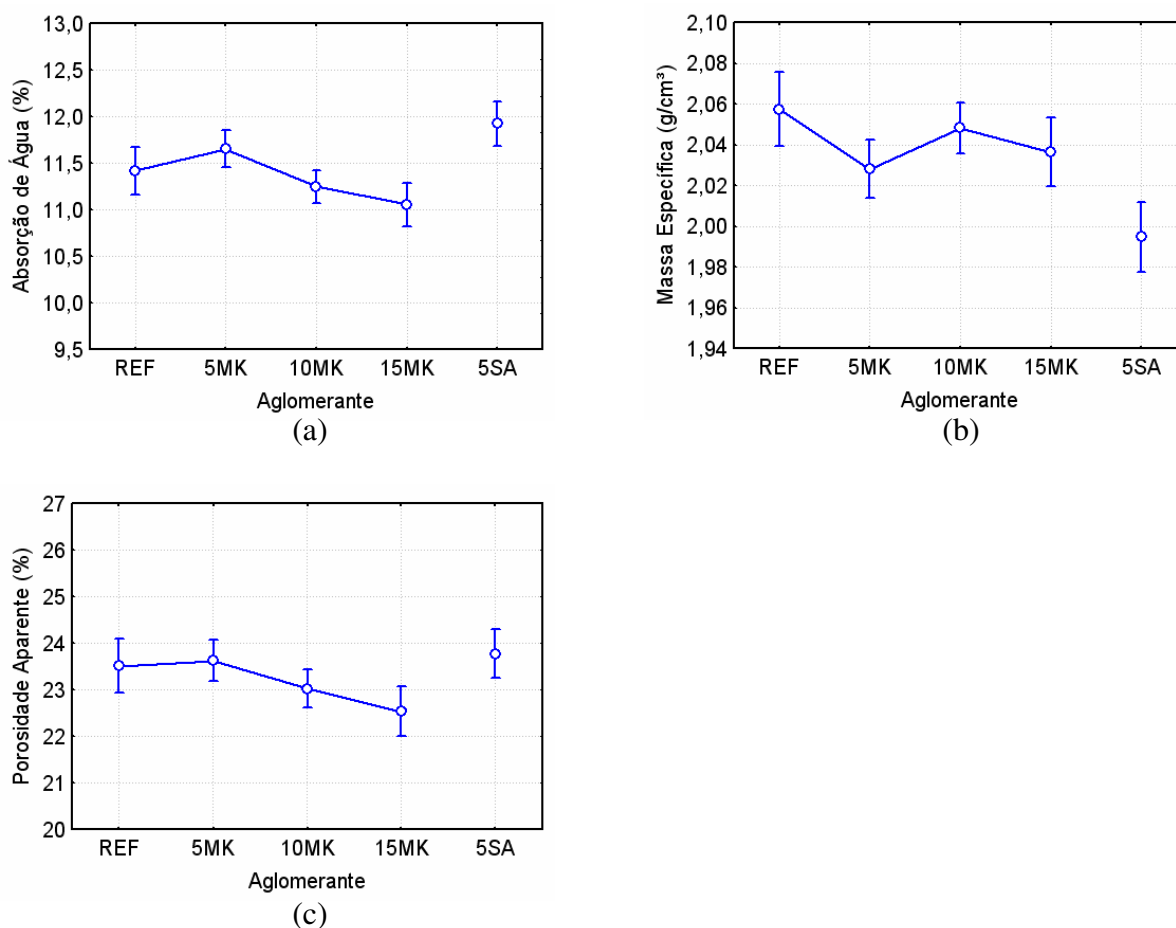 Absorção de Água (%)
13,0
12,5
12,0
11,5
11,0
10,5
10,0
9,5
REF 5MK 10MK 15MK 5SA
Aglomerante
(a)
Massa Específica (g/cm³)
2,10
2,08
2,06
2,04
2,02
2,00
1,98
1,96
1,94
REF 5MK 10MK 15MK 5SA
Aglomerante
(b)
Porosidade Aparente (%)
27
26
25
24
23
22
21
20
REF 5MK 10MK 15MK 5SA
Aglomerante
(c)